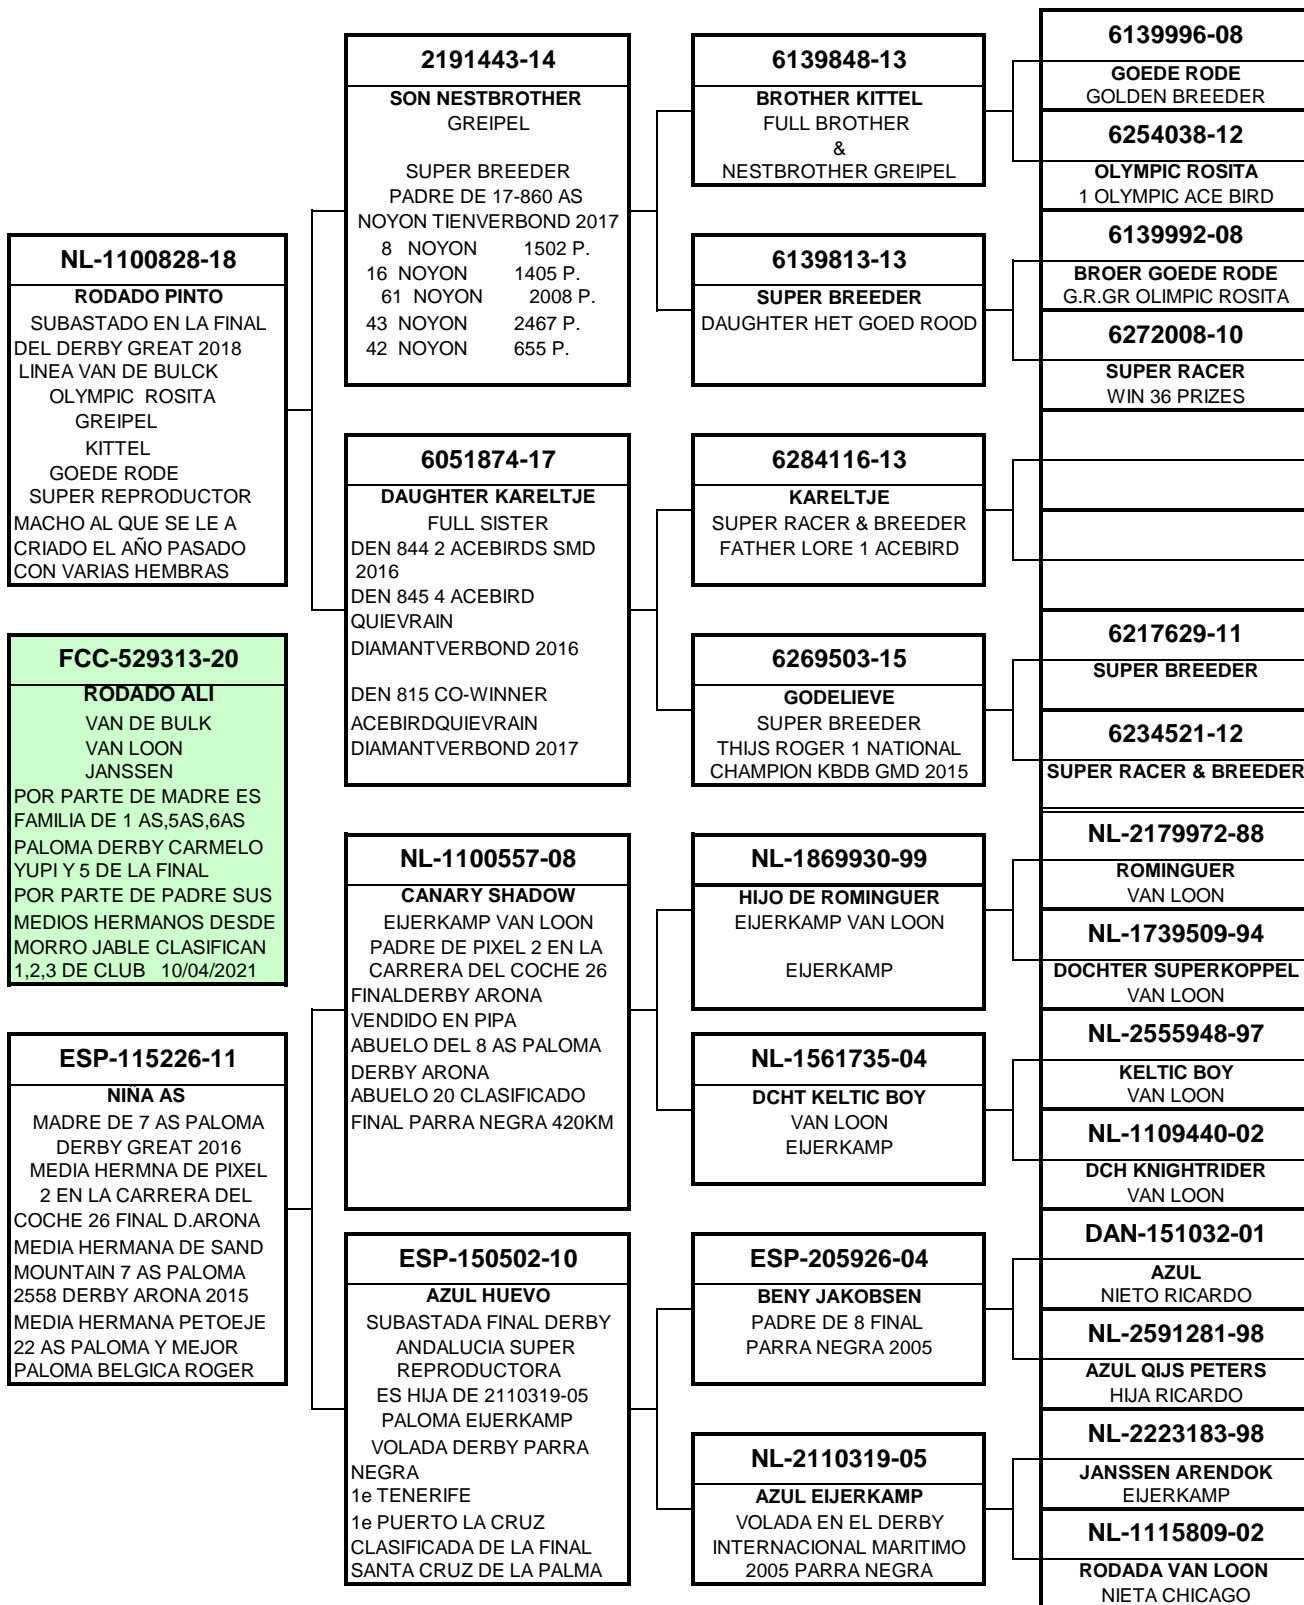 NL-1100828-18
RODADO PINTO
SUBASTADO EN LA FINAL
DEL DERBY GREAT 2018
LINEA VAN DE BULCK
OLYMPIC ROSITA
GREIPEL
KITTEL
GOEDE RODE
SUPER REPRODUCTOR
MACHO AL QUE SE LE A
CRIADO EL AÑO PASADO
CON VARIAS HEMBRAS
FCC-529313-20
RODADO ALI
VAN DE BULK
VAN LOON
JANSSEN
POR PARTE DE MADRE ES
FAMILIA DE 1 AS,5AS,6AS
PALOMA DERBY CARMELO
YUPI Y 5 DE LA FINAL
POR PARTE DE PADRE SUS
MEDIOS HERMANOS DESDE
MORRO JABLE CLASIFICAN
1,2,3 DE CLUB 10/04/2021
ESP-115226-11
NIÑA AS
MADRE DE 7 AS PALOMA
DERBY GREAT 2016
MEDIA HERMNA DE PIXEL
2 EN LA CARRERA DEL
COCHE 26 FINAL D.ARONA
MEDIA HERMANA DE SAND
MOUNTAIN 7 AS PALOMA
2558 DERBY ARONA 2015
MEDIA HERMANA PETOEJE
22 AS PALOMA Y MEJOR
PALOMA BELGICA ROGER
2191443-14
SON NESTBROTHER
GREIPEL
SUPER BREEDER
PADRE DE 17-860 AS
NOYON TIENVERBOND 2017
8 NOYON 1502 P.
16 NOYON 1405 P.
61 NOYON 2008 P.
43 NOYON 2467 P.
42 NOYON 655 P.
6051874-17
DAUGHTER KARELTJE
FULL SISTER
DEN 844 2 ACEBIRDS SMD
2016
DEN 845 4 ACEBIRD
QUIEVRAIN
DIAMANTVERBOND 2016
DEN 815 CO-WINNER
ACEBIRDQUIEVRAIN
DIAMANTVERBOND 2017
NL-1100557-08
CANARY SHADOW
EIJERKAMP VAN LOON
PADRE DE PIXEL 2 EN LA
CARRERA DEL COCHE 26
FINALDERBY ARONA
VENDIDO EN PIPA
ABUELO DEL 8 AS PALOMA
DERBY ARONA
ABUELO 20 CLASIFICADO
FINAL PARRA NEGRA 420KM
ESP-150502-10
AZUL HUEVO
SUBASTADA FINAL DERBY
ANDALUCIA SUPER
REPRODUCTORA
ES HIJA DE 2110319-05
PALOMA EIJERKAMP
VOLADA DERBY PARRA
NEGRA
1e TENERIFE
1e PUERTO LA CRUZ
CLASIFICADA DE LA FINAL
SANTA CRUZ DE LA PALMA
6139848-13
BROTHER KITTEL
FULL BROTHER
&
NESTBROTHER GREIPEL
6139813-13
SUPER BREEDER
DAUGHTER HET GOED ROOD
6284116-13
KARELTJE
SUPER RACER & BREEDER
FATHER LORE 1 ACEBIRD
6269503-15
GODELIEVE
SUPER BREEDER
THIJS ROGER 1 NATIONAL
CHAMPION KBDB GMD 2015
NL-1869930-99
HIJO DE ROMINGUER
EIJERKAMP VAN LOON
EIJERKAMP
NL-1561735-04
DCHT KELTIC BOY
VAN LOON
EIJERKAMP
ESP-205926-04
BENY JAKOBSEN
PADRE DE 8 FINAL
PARRA NEGRA 2005
NL-2110319-05
AZUL EIJERKAMP
VOLADA EN EL DERBY
INTERNACIONAL MARITIMO
2005 PARRA NEGRA
6139996-08
GOEDE RODE
GOLDEN BREEDER
6254038-12
OLYMPIC ROSITA
1 OLYMPIC ACE BIRD
6139992-08
BROER GOEDE RODE
G.R.GR OLIMPIC ROSITA
6272008-10
SUPER RACER
WIN 36 PRIZES
6217629-11
SUPER BREEDER
6234521-12
SUPER RACER & BREEDER
NL-2179972-88
ROMINGUER
VAN LOON
NL-1739509-94
DOCHTER SUPERKOPPEL
VAN LOON
NL-2555948-97
KELTIC BOY
VAN LOON
NL-1109440-02
DCH KNIGHTRIDER
VAN LOON
DAN-151032-01
AZUL
NIETO RICARDO
NL-2591281-98
AZUL QIJS PETERS
HIJA RICARDO
NL-2223183-98
JANSSEN ARENDOK
EIJERKAMP
NL-1115809-02
RODADA VAN LOON
NIETA CHICAGO